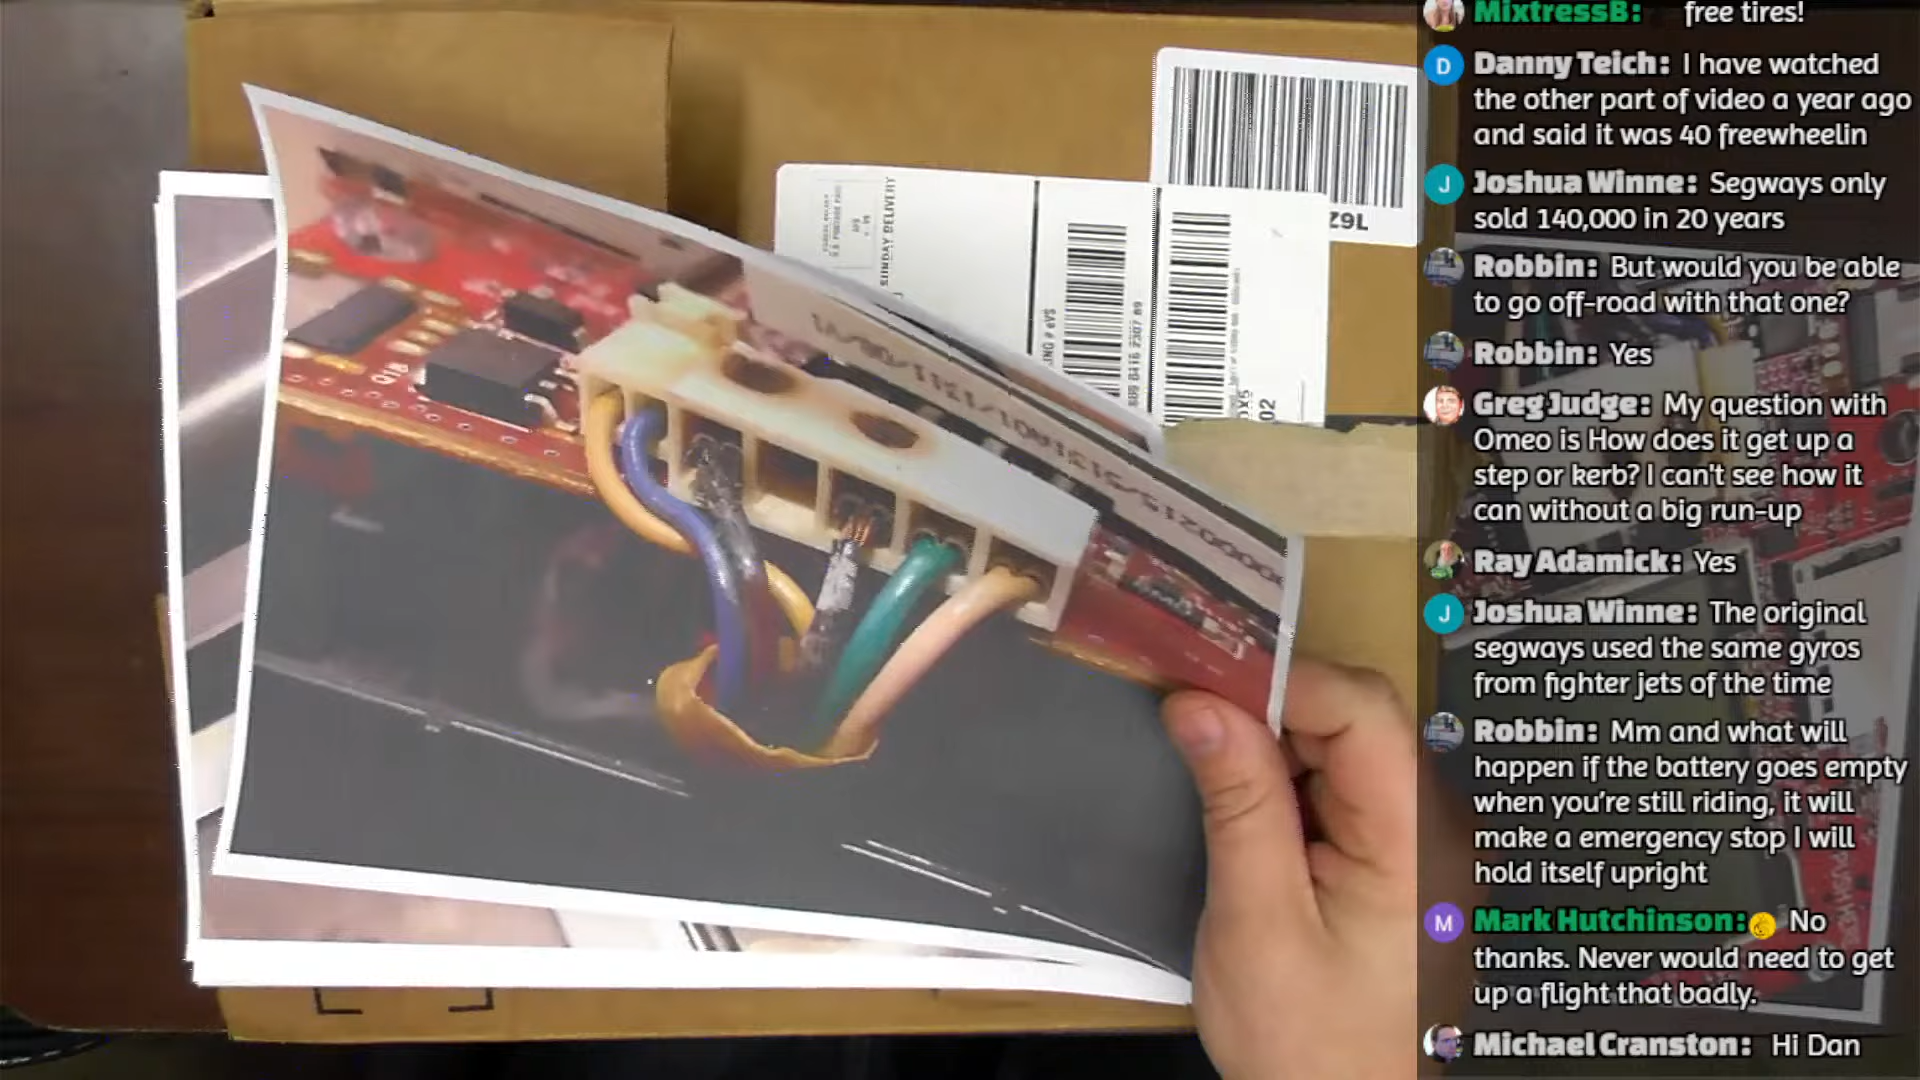 MixtressB: free tires!
Danny Teich: I have watched
the other part of video a year ago
and said it was 40 freewheelin
Joshua Winne: Segways only
sold 140,000 in 20 years
Robbin: But would you be able
to go off-road with that one?
Robbin: Yes
Greg Judge: My question with
Omeo is How does it get up a
step or kerb? I can't see how it
can without a big run-up
Ray Adamick: Yes
Joshua Winne: The original
segways used the same gyros
from fighter jets of the time
Robbin: Mm and what will
happen if the battery goes empty
when you’re still riding, it will
make a emergency stop I will
hold itself upright
Mark Hutchinson: No
thanks. Never would need to get
up a flight that badly.
Michael Cranston: Hi Dan
SUNDAY DELIVERY
Z9L
02
Q18